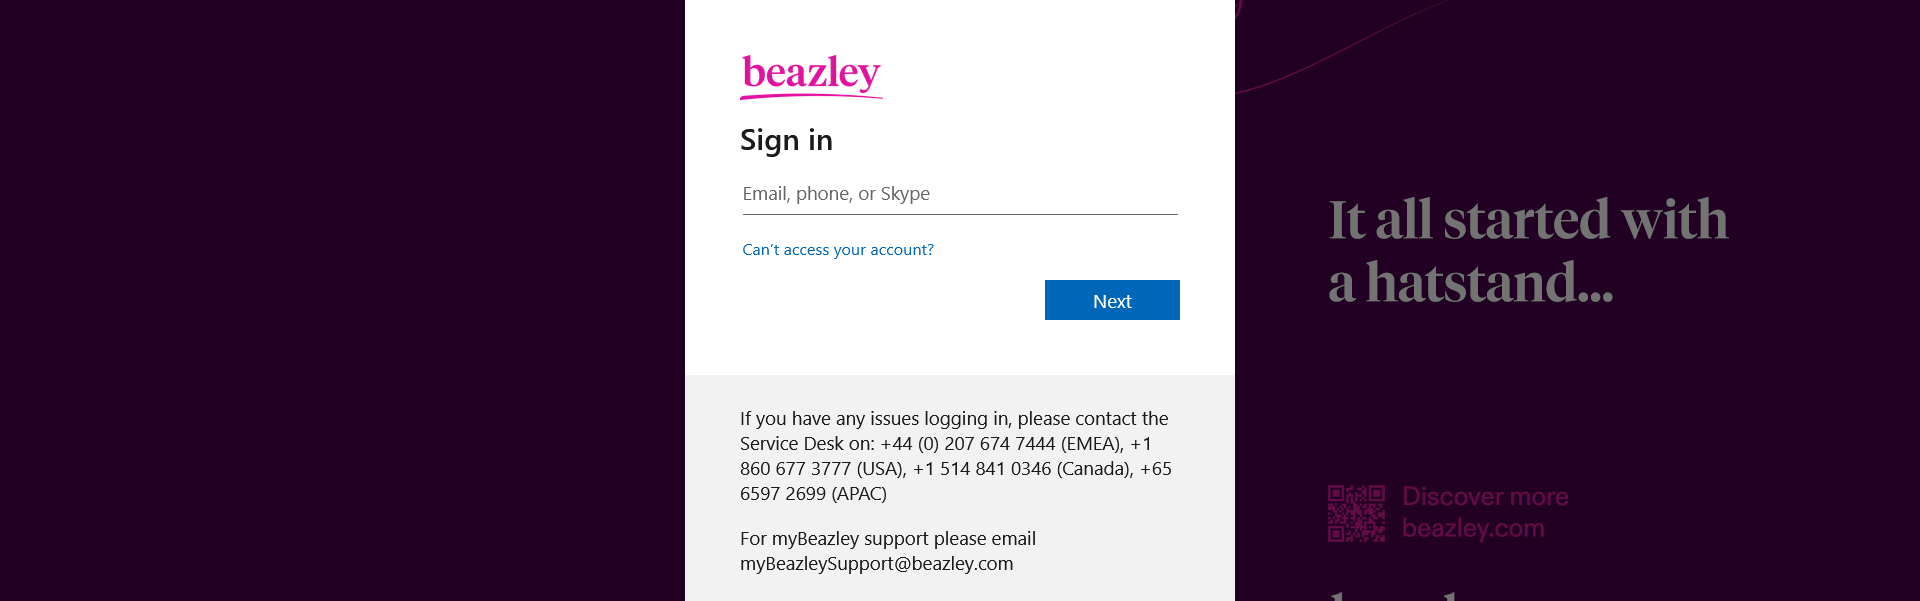 beazley
Sign in
Email, phone, or Skype
Can't access your account?
Next
If you have any issues logging in, please contact the
Service Desk on: +44 (0) 207 674 7444 (EMEA), +1
860 677 3777 (USA), +1 514 841 0346 (Canada), +65
6597 2699 (APAC)
For myBeazley support please email
myBeazleySupport@beazley.com
It all started with
a hatstand...
Discover more
beazley.com